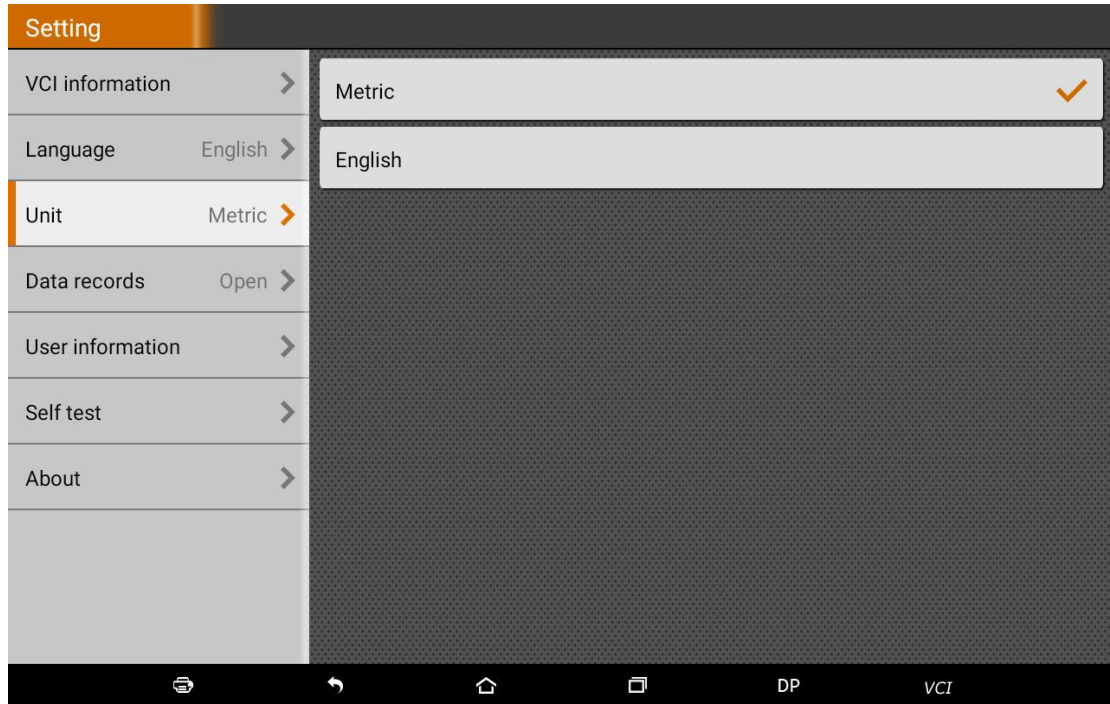 Setting
VCI information
Language English
Unit Metric
Data records Open
User information
Self test
About
Metric
English
DP VCI